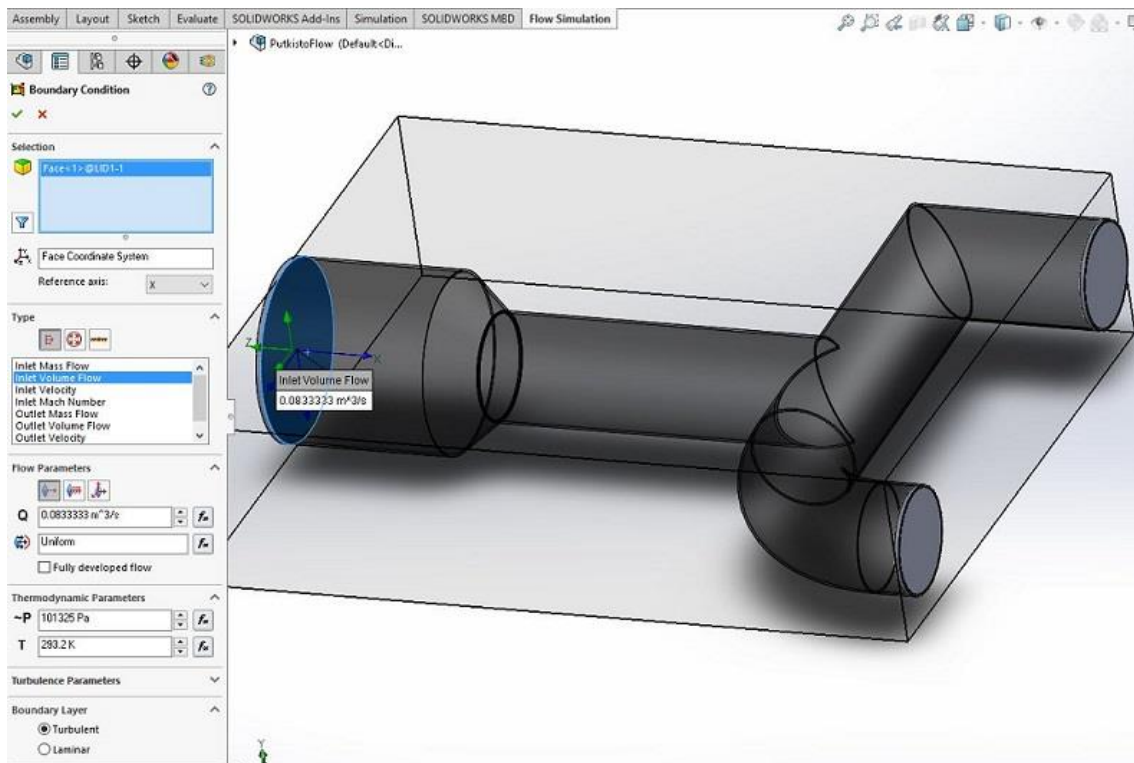 Assembly Layout Sketch Evaluate SOLIDWORKS Add-Ins Simulation SOLIDWORKS MBD Flow Simulation
PutkistoFlow (Default<Di...
Boundary Condition
Selection
Face<1>@LID1-1
Face Coordinate System
Reference axis: X
Type
Inlet Mass Flow
Inlet Volume Flow
Inlet Velocity
Inlet Mach Number
Outlet Mass Flow
Outlet Volume Flow
Outlet Velocity
Flow Parameters
Q 0.0833333 m^3/s
Uniform
Fully developed flow
Thermodynamic Parameters
~P 101325 Pa
T 293.2 K
Turbulence Parameters
Boundary Layer
Turbulent
Laminar
Z
X
Inlet Volume Flow
0.0833333 m^3/s
Y